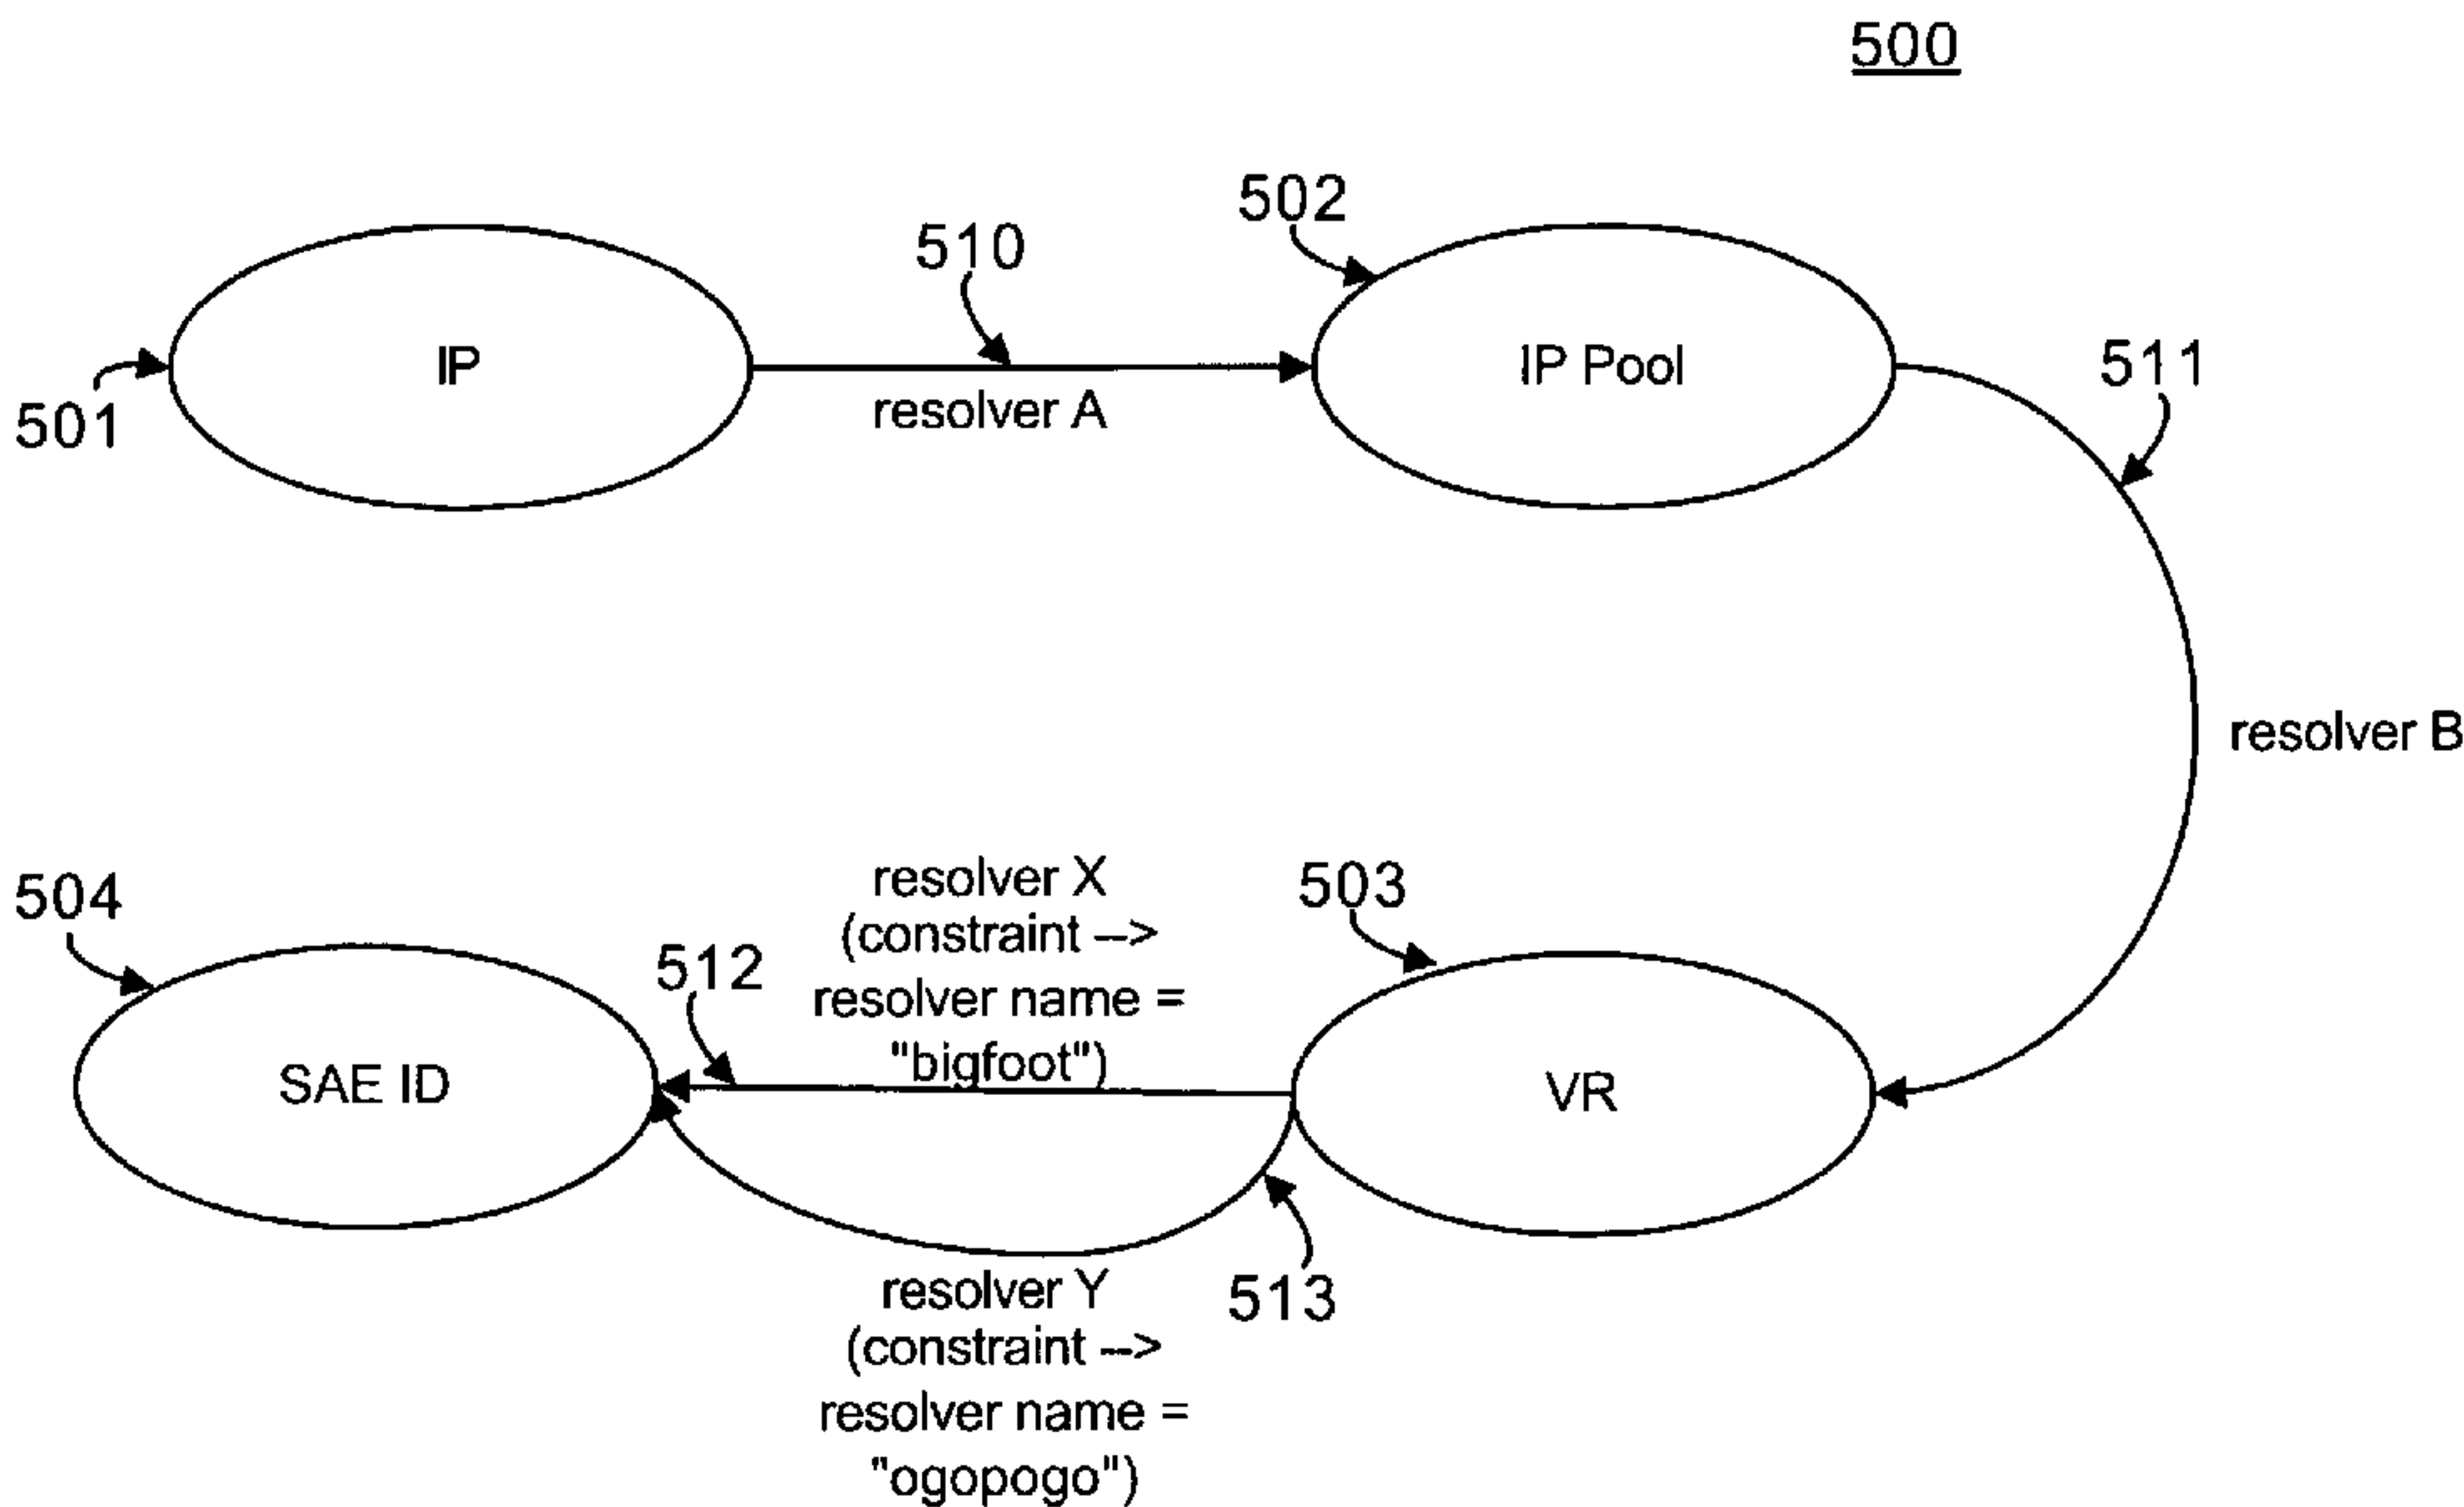 500
502
510
IP
IP Pool
511
501
resolver A
resolver B
resolver X
(constraint -->
resolver name =
"bigfoot")
503
504
512
SAE ID
VR
resolver Y
(constraint -->
resolver name =
"ogopogo")
513